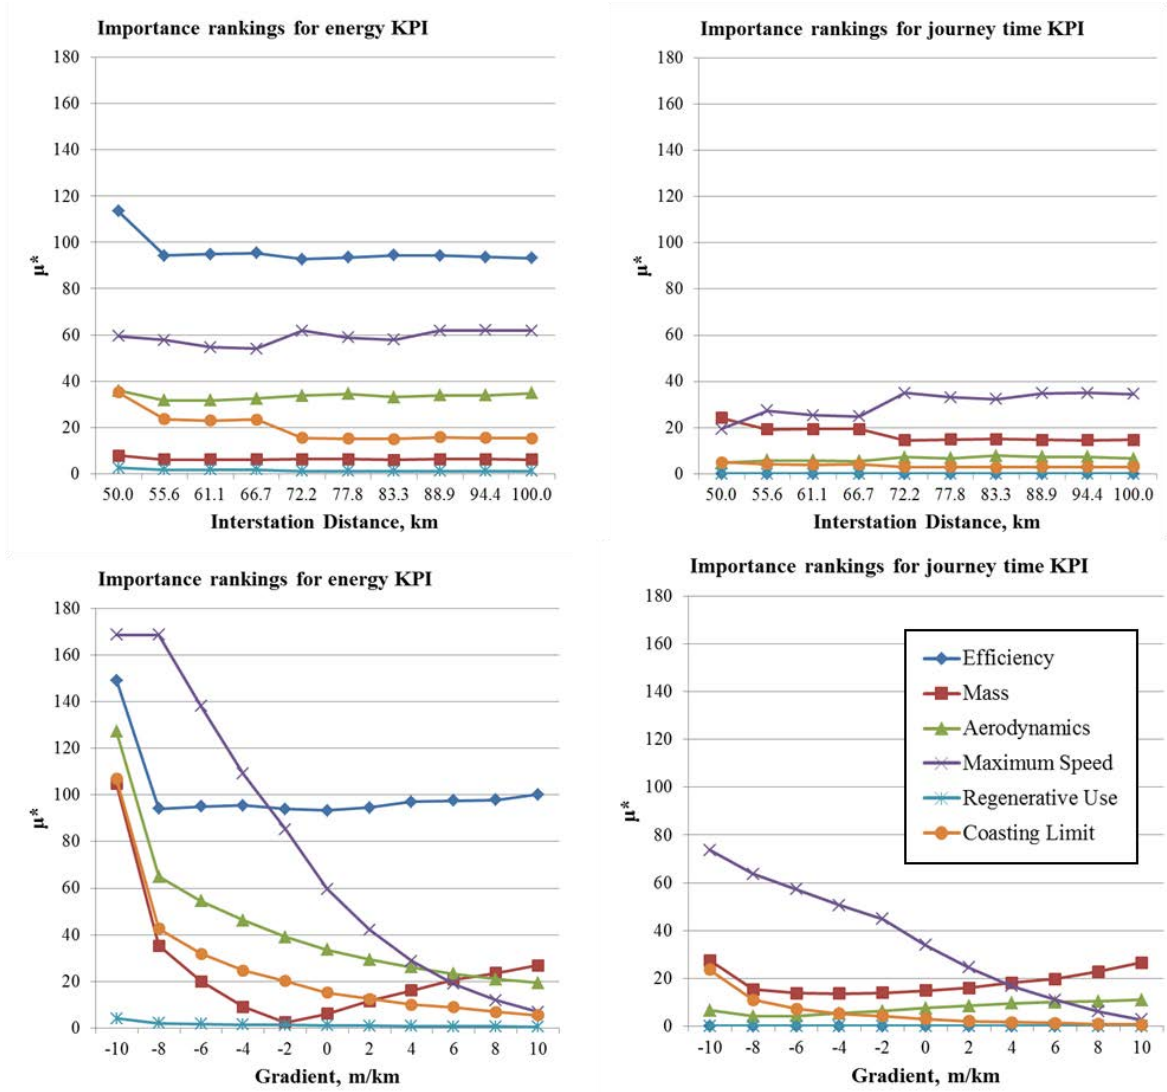 Importance rankings for energy KPI
180
160
140
120
100
80
60
40
20
0
μ*
50.0 55.6 61.1 66.7 72.2 77.8 83.3 88.9 94.4 100.0
Interstation Distance, km
Importance rankings for journey time KPI
180
160
140
120
100
80
60
40
20
0
μ*
50.0 55.6 61.1 66.7 72.2 77.8 83.3 88.9 94.4 100.0
Interstation Distance, km
Importance rankings for energy KPI
180
160
140
120
100
80
60
40
20
0
μ*
-10 -8 -6 -4 -2 0 2 4 6 8 10
Gradient, m/km
Importance rankings for journey time KPI
180
160
140
120
100
80
60
40
20
0
μ*
Efficiency
Mass
Aerodynamics
Maximum Speed
Regenerative Use
Coasting Limit
-10 -8 -6 -4 -2 0 2 4 6 8 10
Gradient, m/km